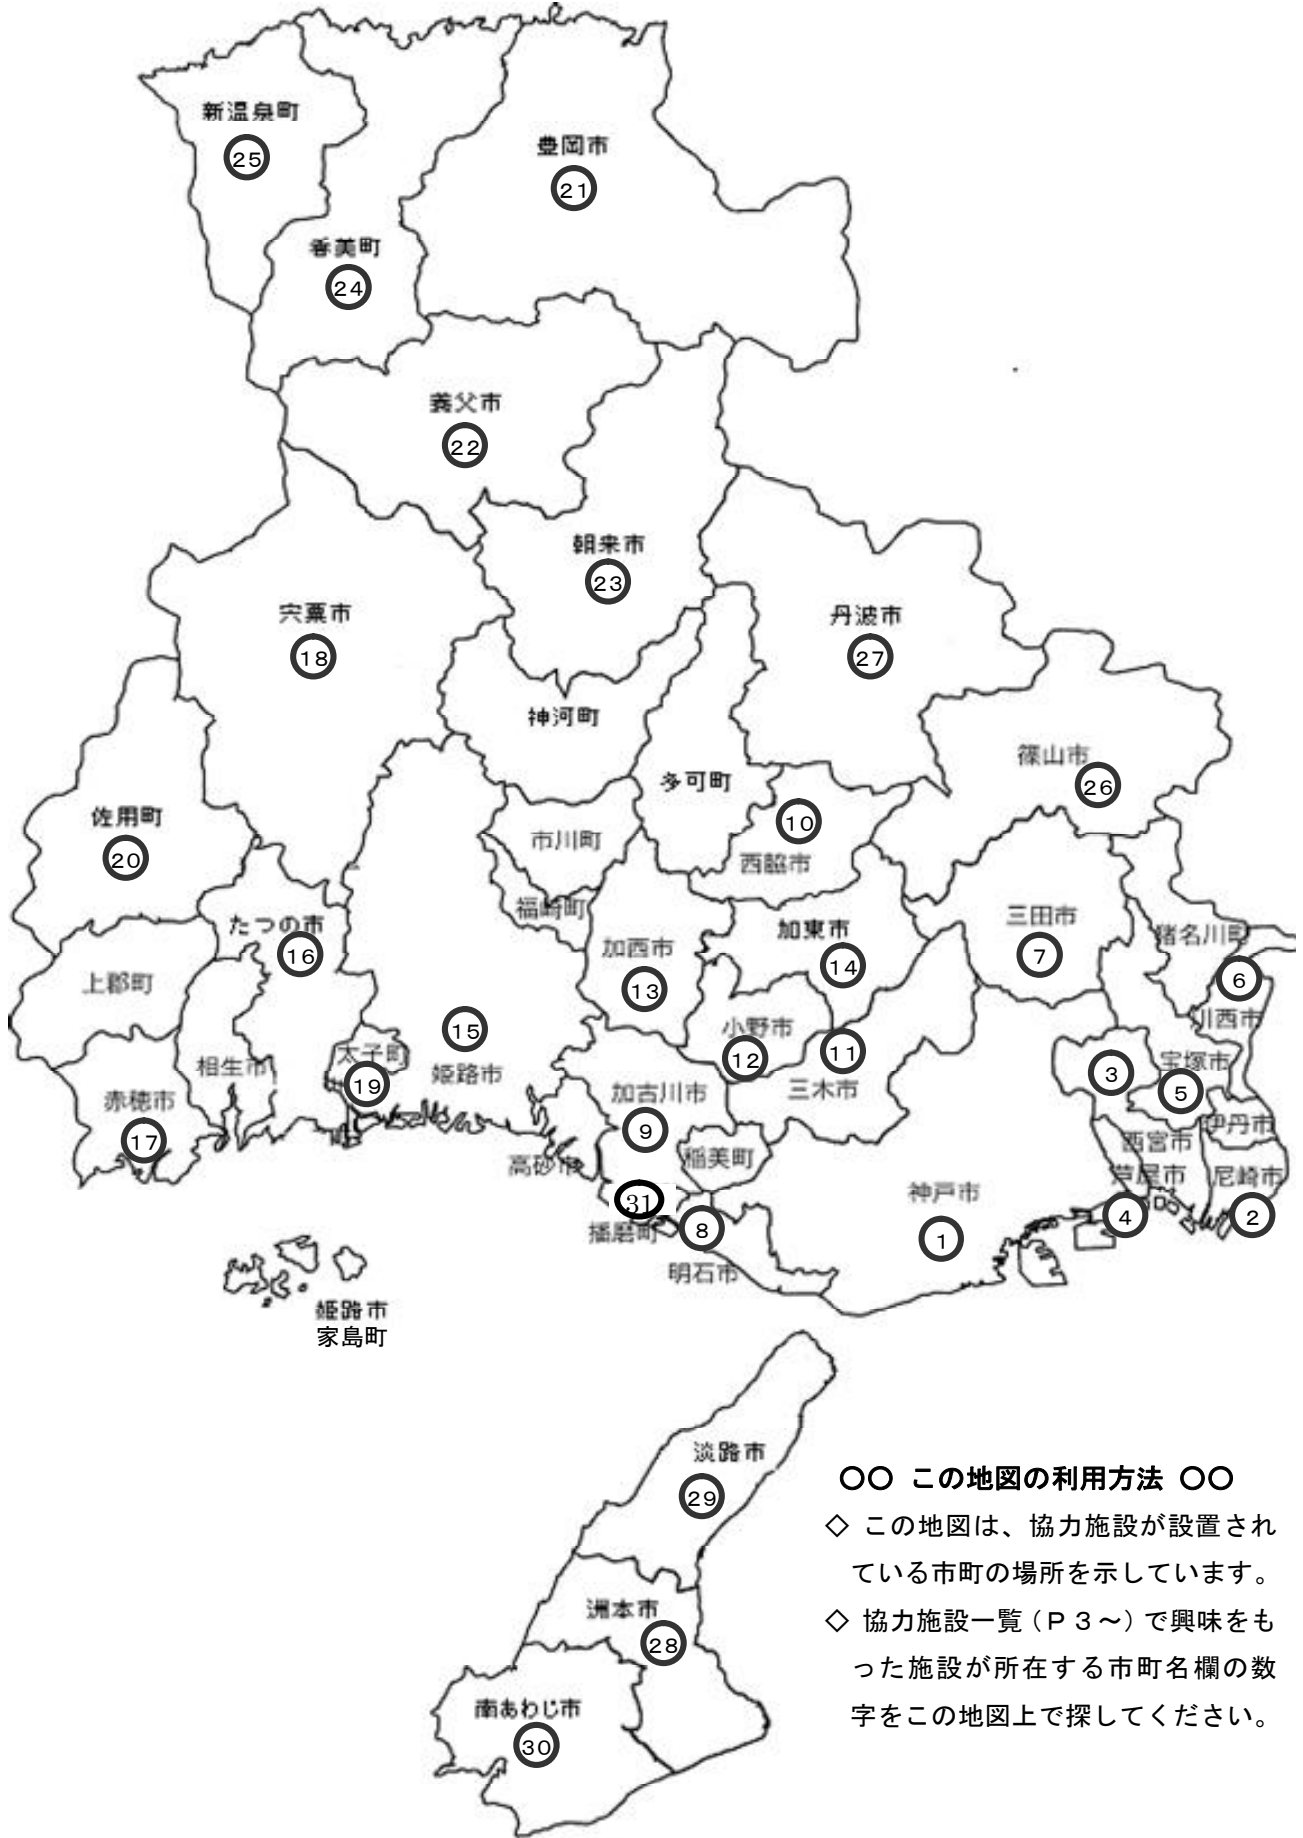 新温泉町
25
豊岡市
21
香美町
24
養父市
22
朝来市
23
宍粟市
18
丹波市
27
神河町
篠山市
26
多可町
佐用町
20
市川町
10
西脇市
福崎町
たつの市
16
加西市
13
加東市
14
三田市
7
猪名川町
6
上郡町
川西市
15
姫路市
太子町
19
小野市
12
11
三木市
3
宝塚市
5
相生市
赤穂市
17
加古川市
9
稲美町
伊丹市
西宮市
高砂市
芦屋市
4
尼崎市
2
神戸市
1
31
播磨町
8
明石市
姫路市
家島町
淡路市
29
洲本市
28
南あわじ市
30
○○ この地図の利用方法 ○○
◇ この地図は、協力施設が設置され
ている市町の場所を示しています。
◇ 協力施設一覧（P３～）で興味をも
った施設が所在する市町名欄の数
字をこの地図上で探してください。